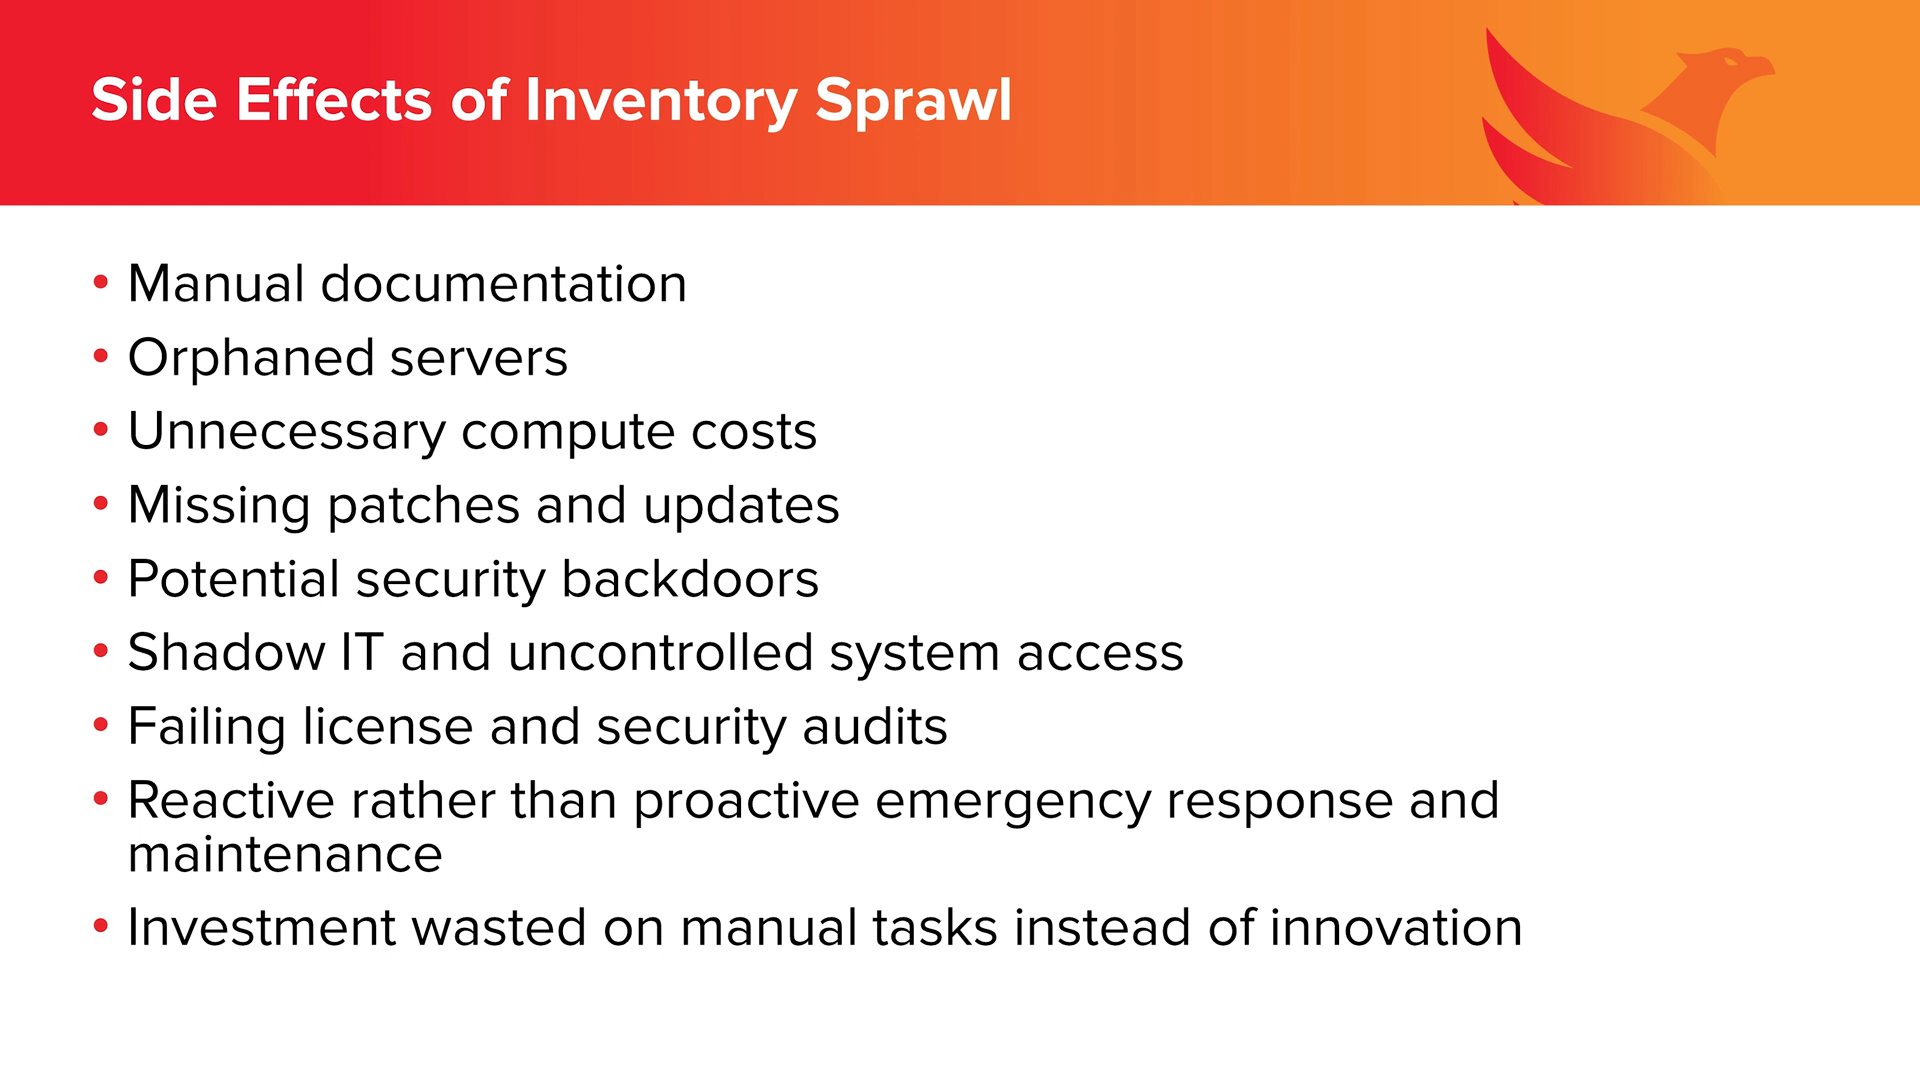 Side Effects of Inventory Sprawl
• Manual documentation
• Orphaned servers
• Unnecessary compute costs
• Missing patches and updates
• Potential security backdoors
• Shadow IT and uncontrolled system access
• Failing license and security audits
• Reactive rather than proactive emergency response and
maintenance
• Investment wasted on manual tasks instead of innovation